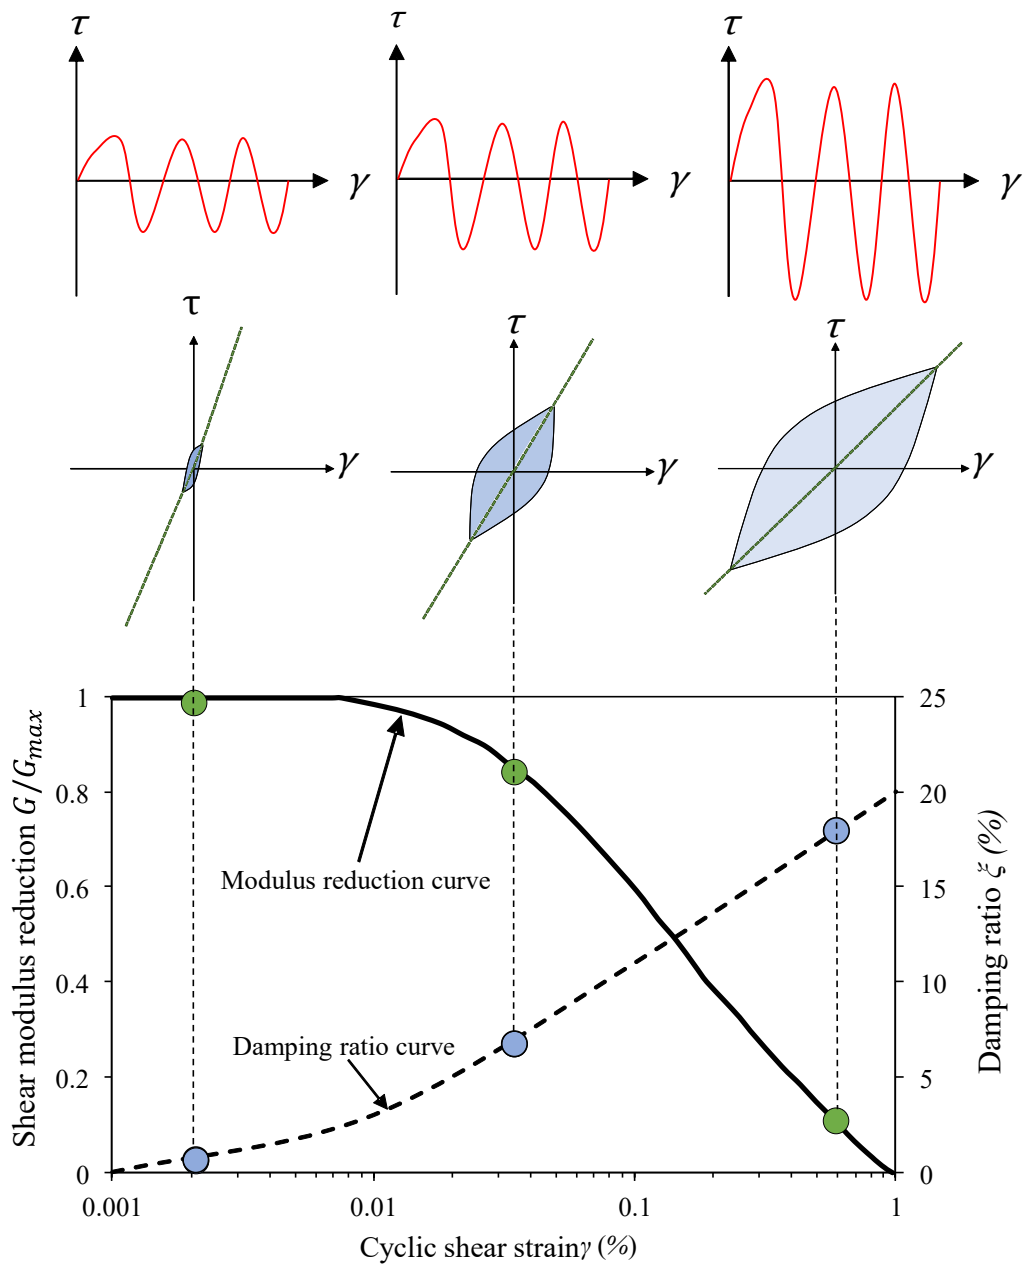 τ
τ
τ
γ
γ
γ
τ
τ
τ
γ
γ
γ
Shear modulus reduction G/Gmax
1
0.8
0.6
0.4
0.2
0
Modulus reduction curve
Damping ratio curve
25
20
15
10
5
0
Damping ratio ξ (%)
0.001
0.01
0.1
1
Cyclic shear strainγ (%)